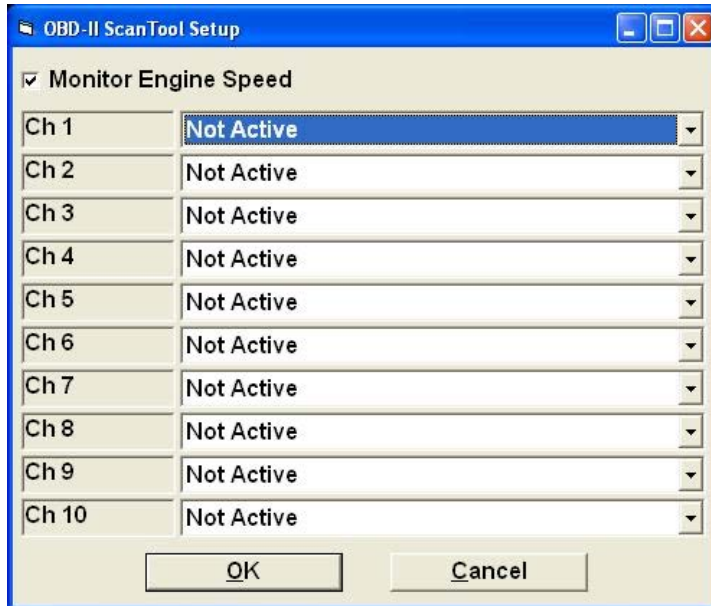 OBD-II ScanTool Setup
Monitor Engine Speed
Ch 1 Not Active
Ch 2 Not Active
Ch 3 Not Active
Ch 4 Not Active
Ch 5 Not Active
Ch 6 Not Active
Ch 7 Not Active
Ch 8 Not Active
Ch 9 Not Active
Ch 10 Not Active
OK Cancel